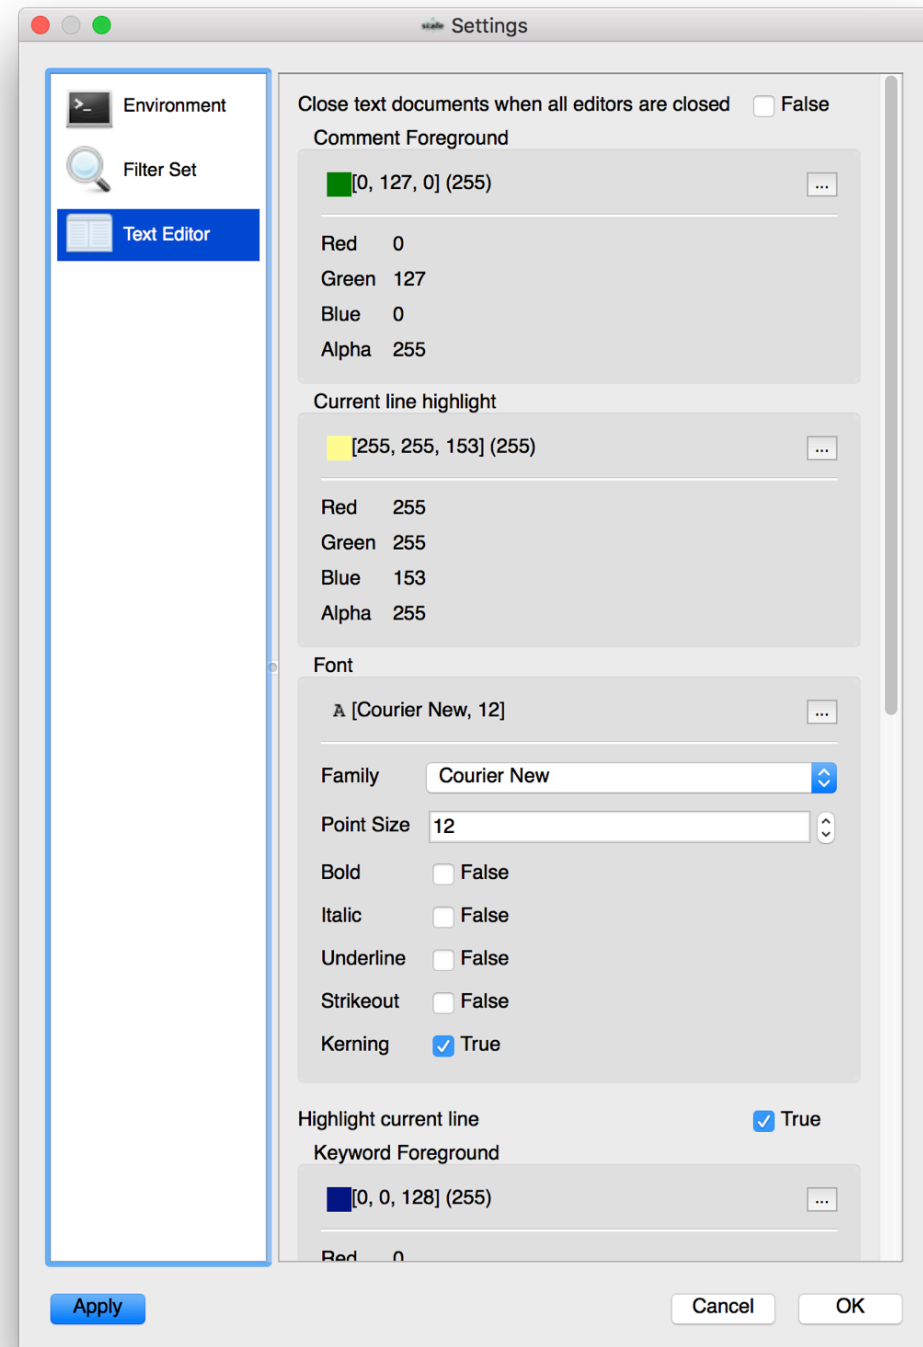 scale Settings
Environment
Filter Set
Text Editor
Close text documents when all editors are closed False
Comment Foreground
[0, 127, 0] (255) ...
Red 0
Green 127
Blue 0
Alpha 255
Current line highlight
[255, 255, 153] (255) ...
Red 255
Green 255
Blue 153
Alpha 255
Font
A [Courier New, 12] ...
Family Courier New
Point Size 12
Bold False
Italic False
Underline False
Strikeout False
Kerning True
Highlight current line True
Keyword Foreground
[0, 0, 128] (255) ...
Red 0
Apply Cancel OK